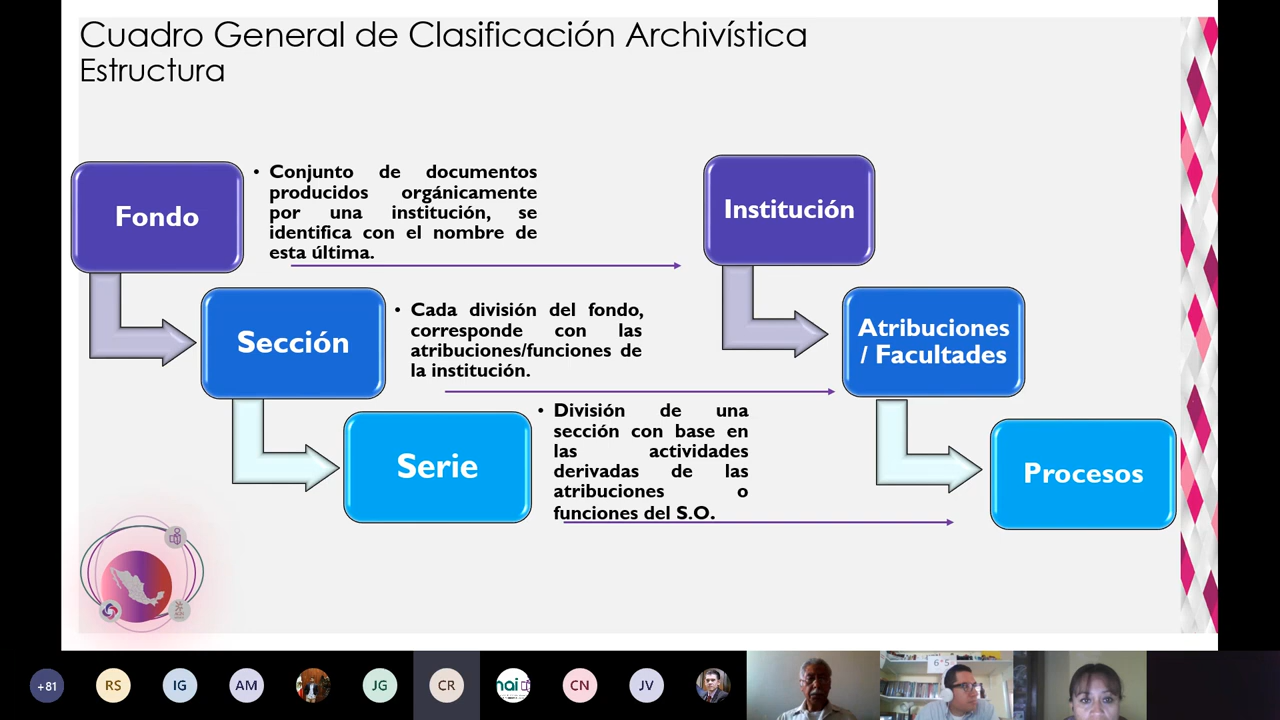 Cuadro General de Clasificación Archivística
Estructura
Fondo
• Conjunto de documentos
producidos orgánicamente
por una institución, se
identifica con el nombre de
esta última.
Institución
Sección
• Cada división del fondo,
corresponde con las
atribuciones/funciones de
la institución.
Atribuciones
/ Facultades
Serie
• División de una
sección con base en
las actividades
derivadas de las
atribuciones o
funciones del S.O.
Procesos
+81
RS
IG
AM
JG
CR
nai
CN
JV
6°5